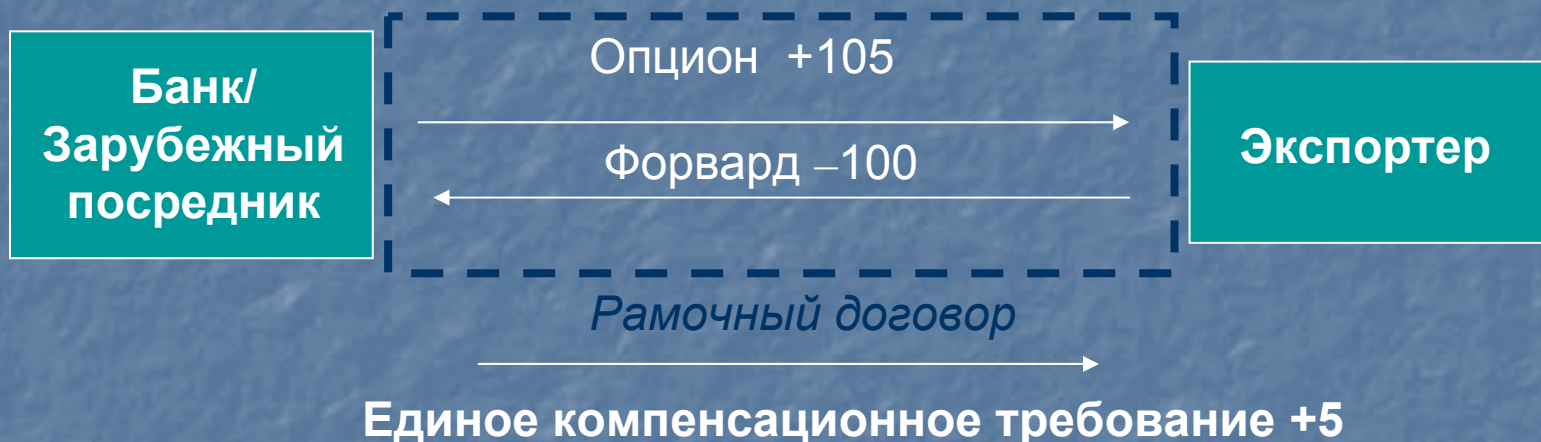 Банк/
Зарубежный
посредник
Опцион +105
Форвард –100
Экспортер
Рамочный договор
Единое компенсационное требование +5